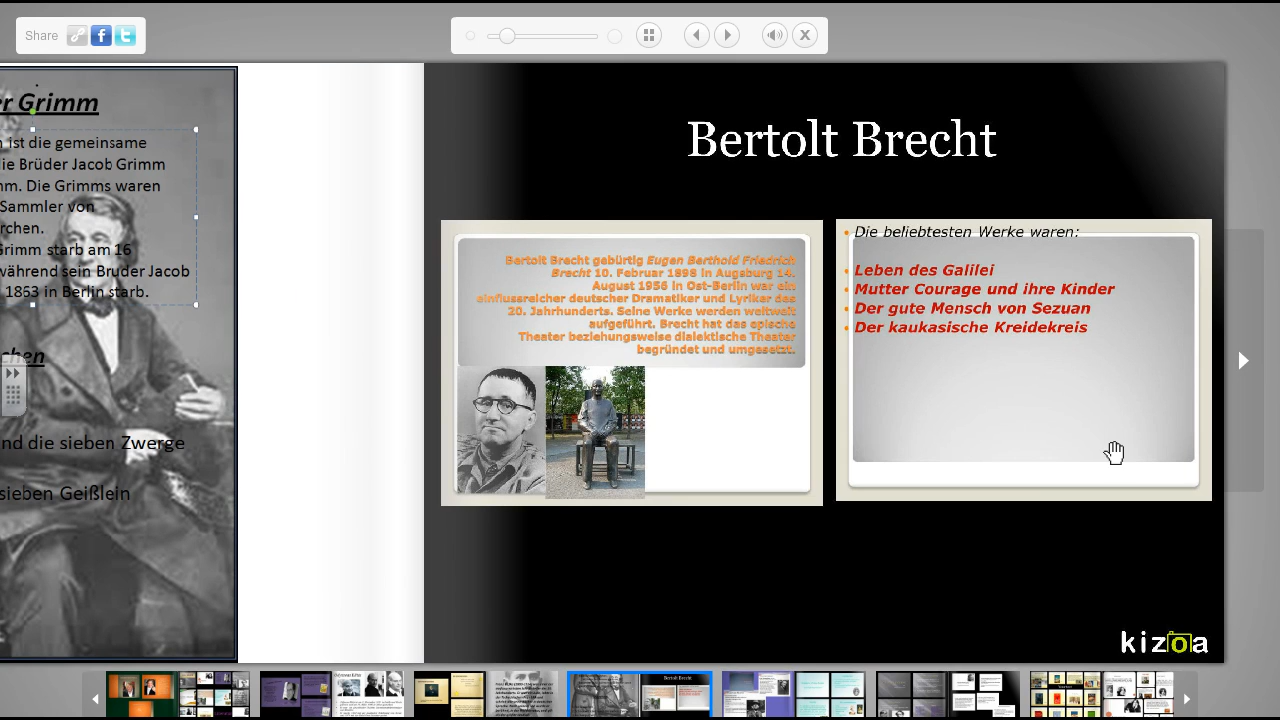 Share
er Grimm
n ist die gemeinsame
die Brüder Jacob Grimm
mm. Die Grimms waren
Sammler von
rchen.
Grimm starb am 16
während sein Bruder Jacob
1863 in Berlin starb.
chen
nd die sieben Zwerge
sieben Geißlein
Bertolt Brecht
Bertolt Brecht gebürtig Eugen Berthold Friedrich
Brecht 10. Februar 1898 in Augsburg 14.
August 1956 in Ost-Berlin war ein
einflussreicher deutscher Dramatiker und Lyriker des
20. Jahrhunderts. Seine Werke werden weltweit
aufgeführt. Brecht hat das epische
Theater beziehungsweise dialektische Theater
begründet und umgesetzt.
• Die beliebtesten Werke waren:
• Leben des Galilei
• Mutter Courage und ihre Kinder
• Der gute Mensch von Sezuan
• Der kaukasische Kreidekreis
kizoa